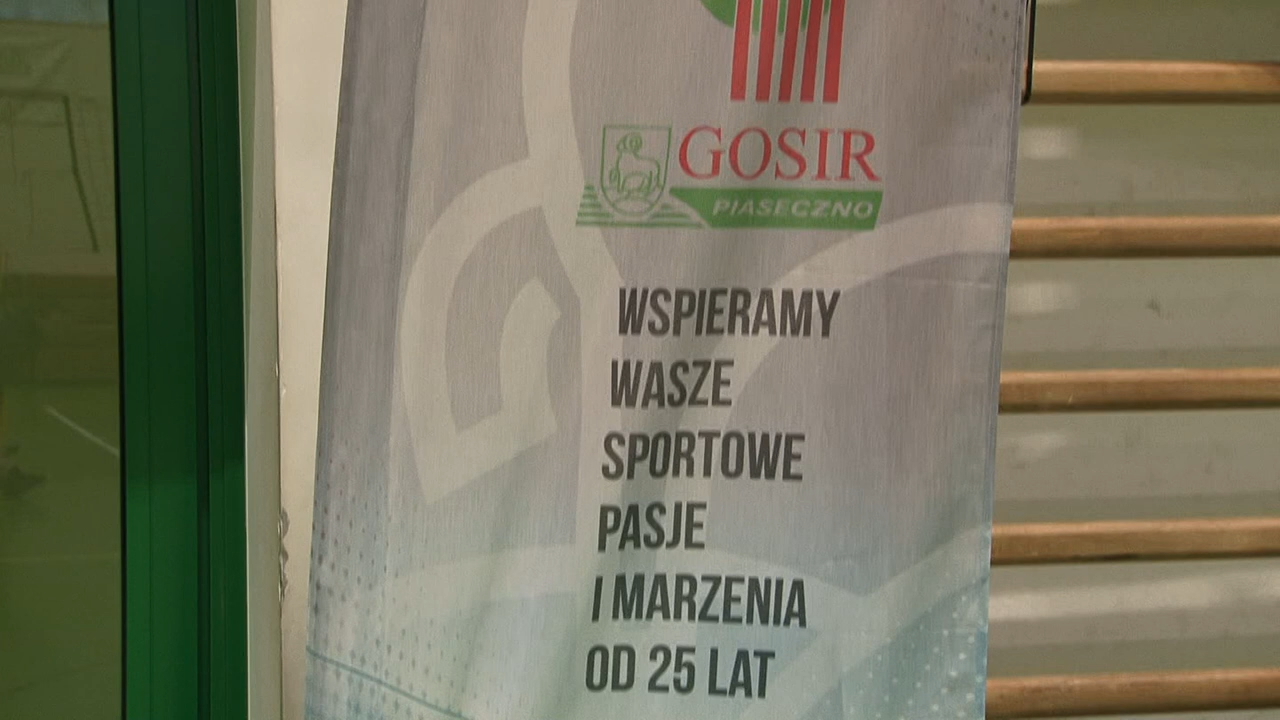 GOSIR
PIASECZNO
WSPIERAMY
WASZE
SPORTOWE
PASJE
I MARZENIA
OD 25 LAT